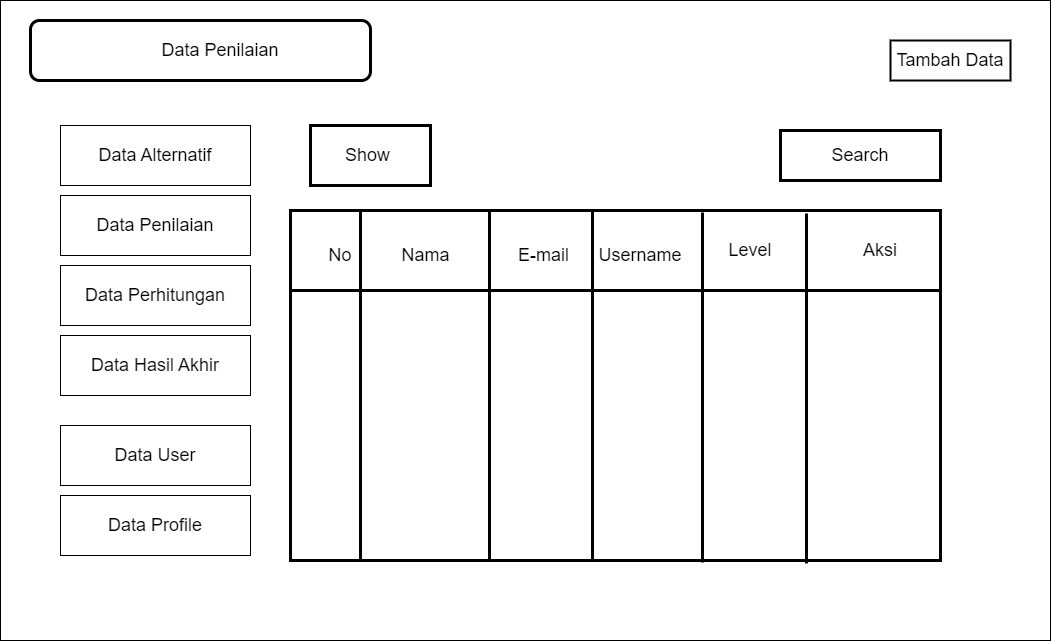 Data Penilaian
Tambah Data
Data Alternatif
Show
Search
Data Penilaian
Data Perhitungan
Data Hasil Akhir
Data User
Data Profile
No
Nama
E-mail
Username
Level
Aksi